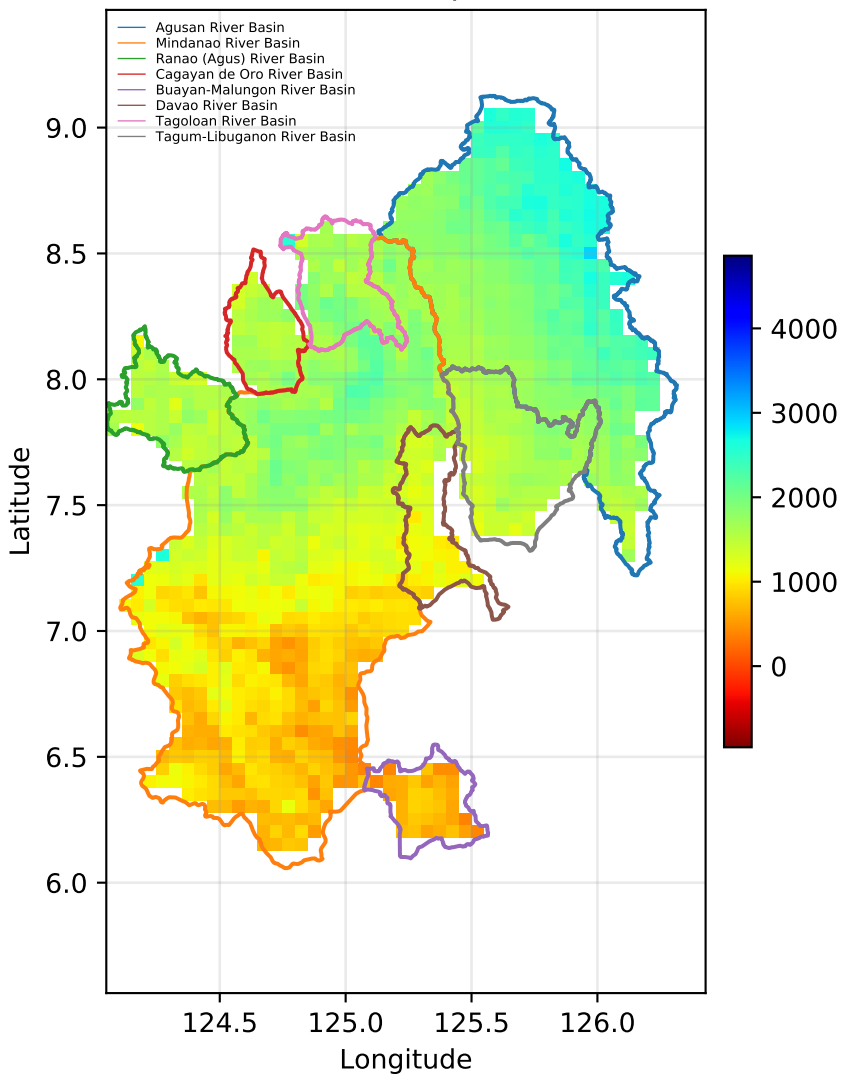 Agusan River Basin
Mindanao River Basin
Ranao (Agus) River Basin
Cagayan de Oro River Basin
Buayan-Malungon River Basin
Davao River Basin
Tagoloan River Basin
Tagum-Libuganon River Basin
9.0
8.5
8.0
7.5
7.0
6.5
6.0
Latitude
124.5
125.0
125.5
126.0
Longitude
4000
3000
2000
1000
0